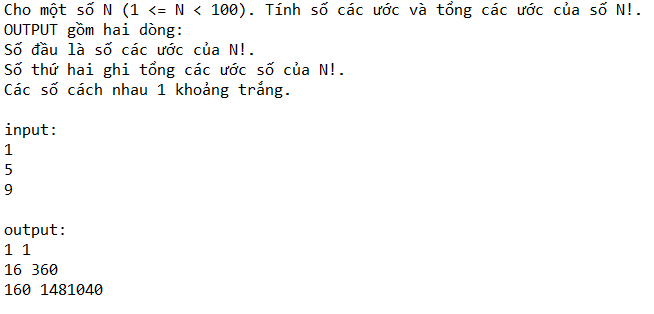 Cho một số N (1 <= N < 100). Tính số các ước và tổng các ước của số N!.
OUTPUT gồm hai dòng:
Số đầu là số các ước của N!.
Số thứ hai ghi tổng các ước số của N!.
Các số cách nhau 1 khoảng trắng.
input:
1
5
9
output:
1 1
16 360
160 1481040